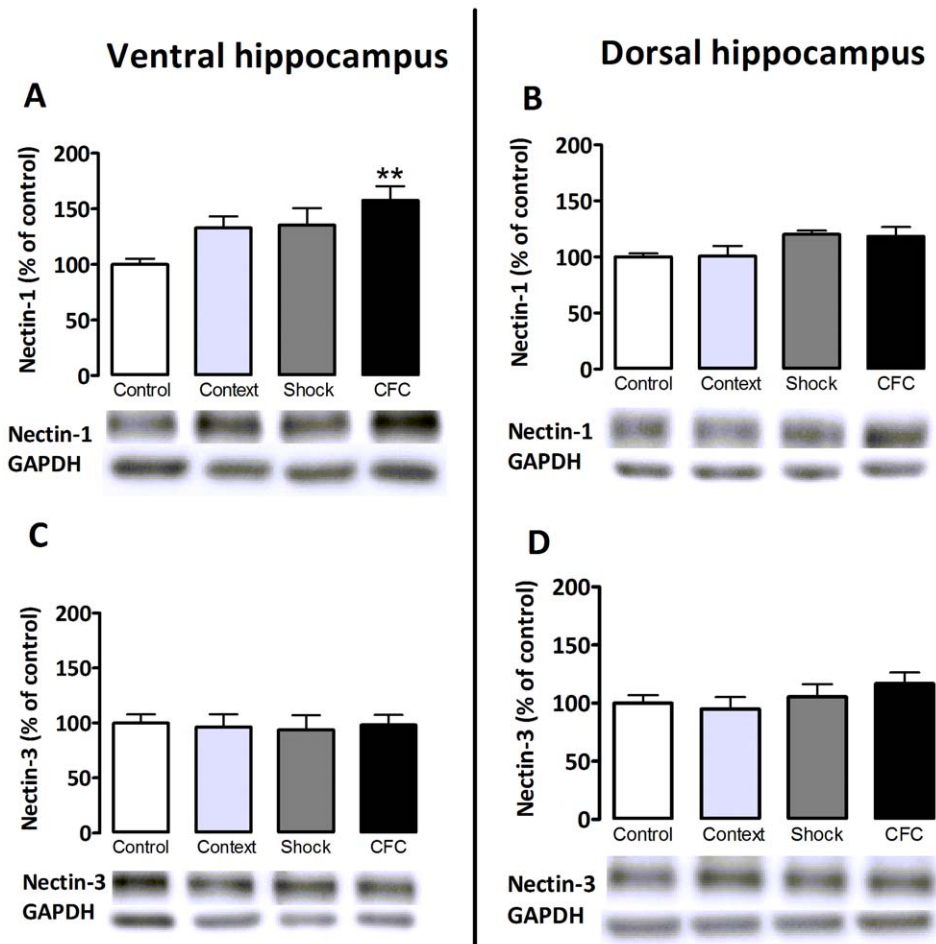 Ventral hippocampus
Dorsal hippocampus
A
Nectin-1 (% of control)
200
150
100
50
0
**
Control Context Shock CFC
Nectin-1
GAPDH
B
Nectin-1 (% of control)
200
150
100
50
0
Control Context Shock CFC
Nectin-1
GAPDH
C
Nectin-3 (% of control)
200
150
100
50
0
Control Context Shock CFC
Nectin-3
GAPDH
D
Nectin-3 (% of control)
200
150
100
50
0
Control Context Shock CFC
Nectin-3
GAPDH